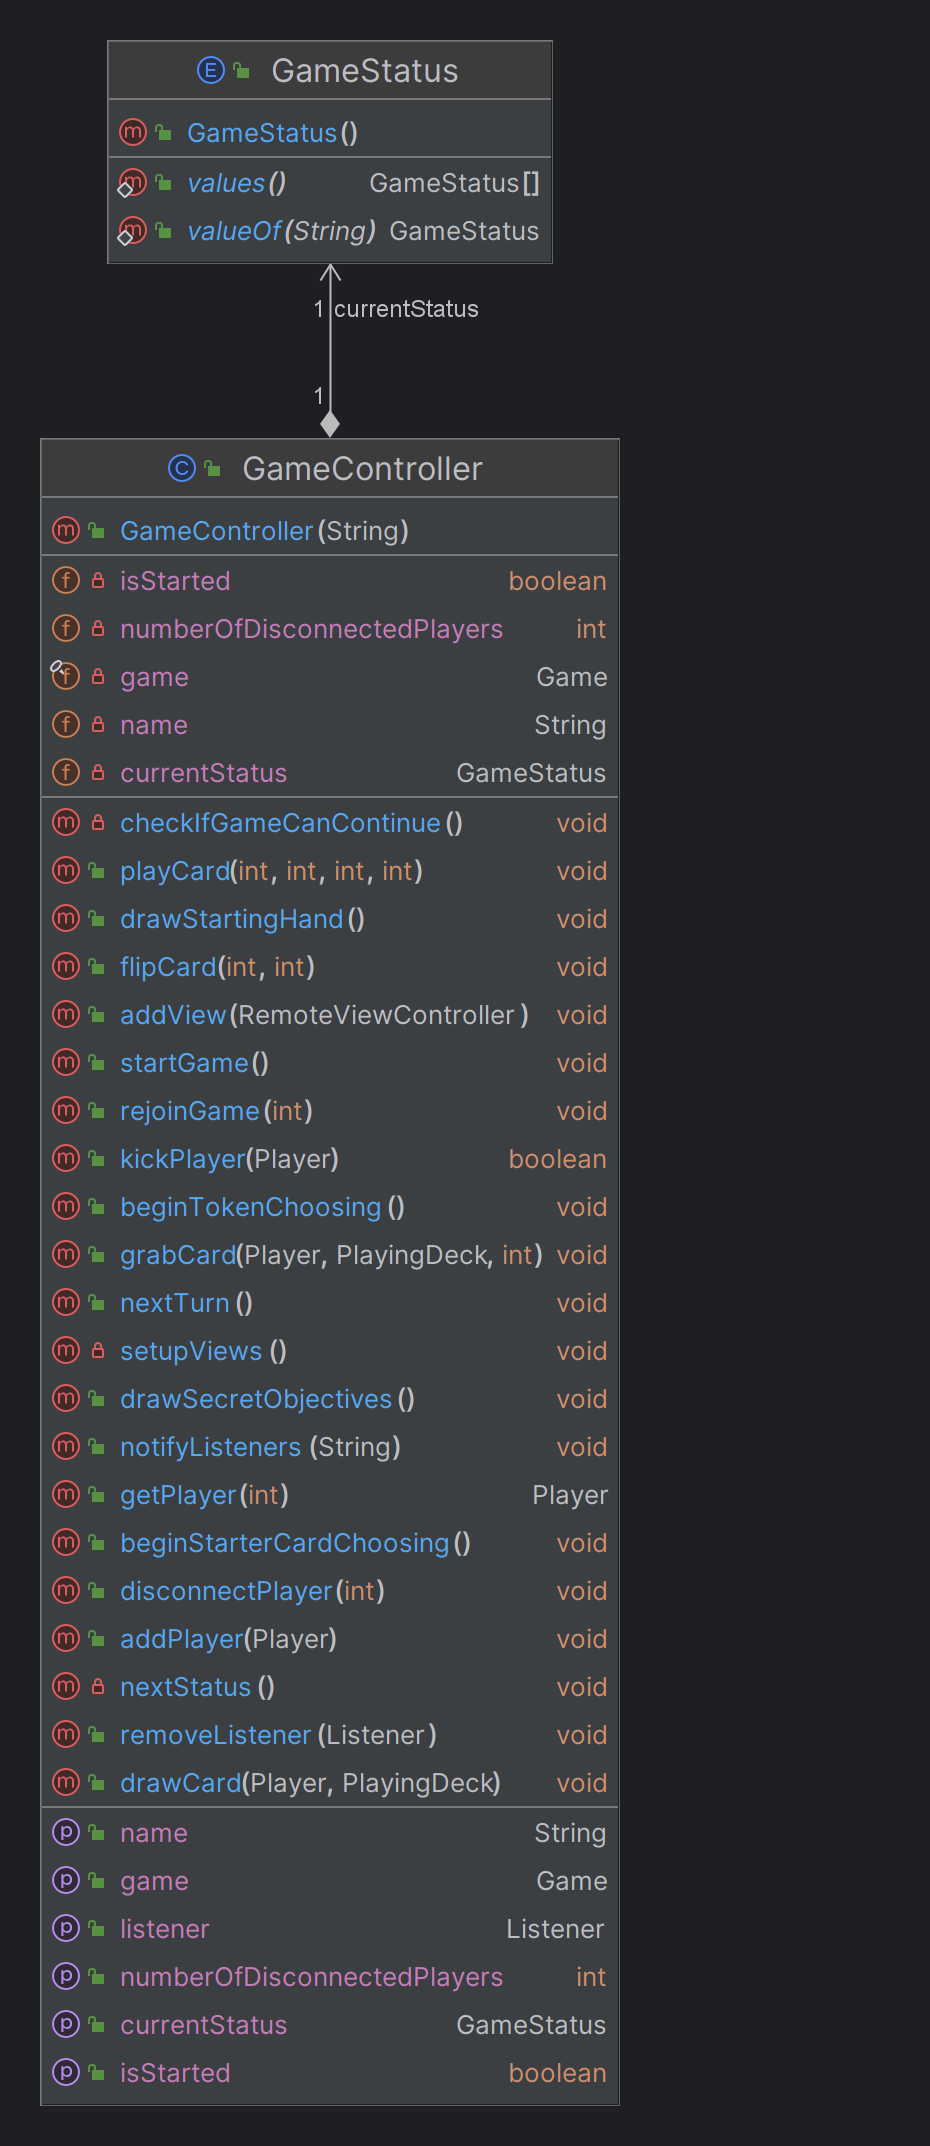 E GameStatus
m GameStatus()
m values() GameStatus[]
m valueOf(String) GameStatus
1 currentStatus
1
C GameController
m GameController(String)
f isStarted boolean
f numberOfDisconnectedPlayers int
f game Game
f name String
f currentStatus GameStatus
m checkIfGameCanContinue() void
m playCard(int, int, int, int) void
m drawStartingHand() void
m flipCard(int, int) void
m addView(RemoteViewController) void
m startGame() void
m rejoinGame(int) void
m kickPlayer(Player) boolean
m beginTokenChoosing() void
m grabCard(Player, PlayingDeck, int) void
m nextTurn() void
m setupViews() void
m drawSecretObjectives() void
m notifyListeners(String) void
m getPlayer(int) Player
m beginStarterCardChoosing() void
m disconnectPlayer(int) void
m addPlayer(Player) void
m nextStatus() void
m removeListener(Listener) void
m drawCard(Player, PlayingDeck) void
p name String
p game Game
p listener Listener
p numberOfDisconnectedPlayers int
p currentStatus GameStatus
p isStarted boolean